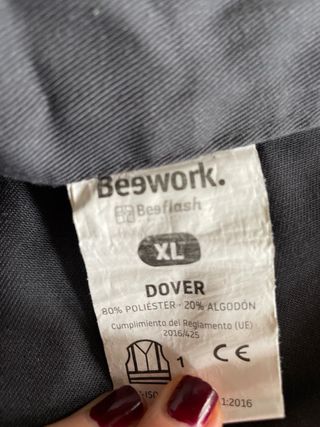 Beework.
Beeflash
XL
DOVER
80% POLIÉSTER - 20% ALGODÓN
Cumplimiento del Reglamento (UE)
2016/425
1 CE
1:2016